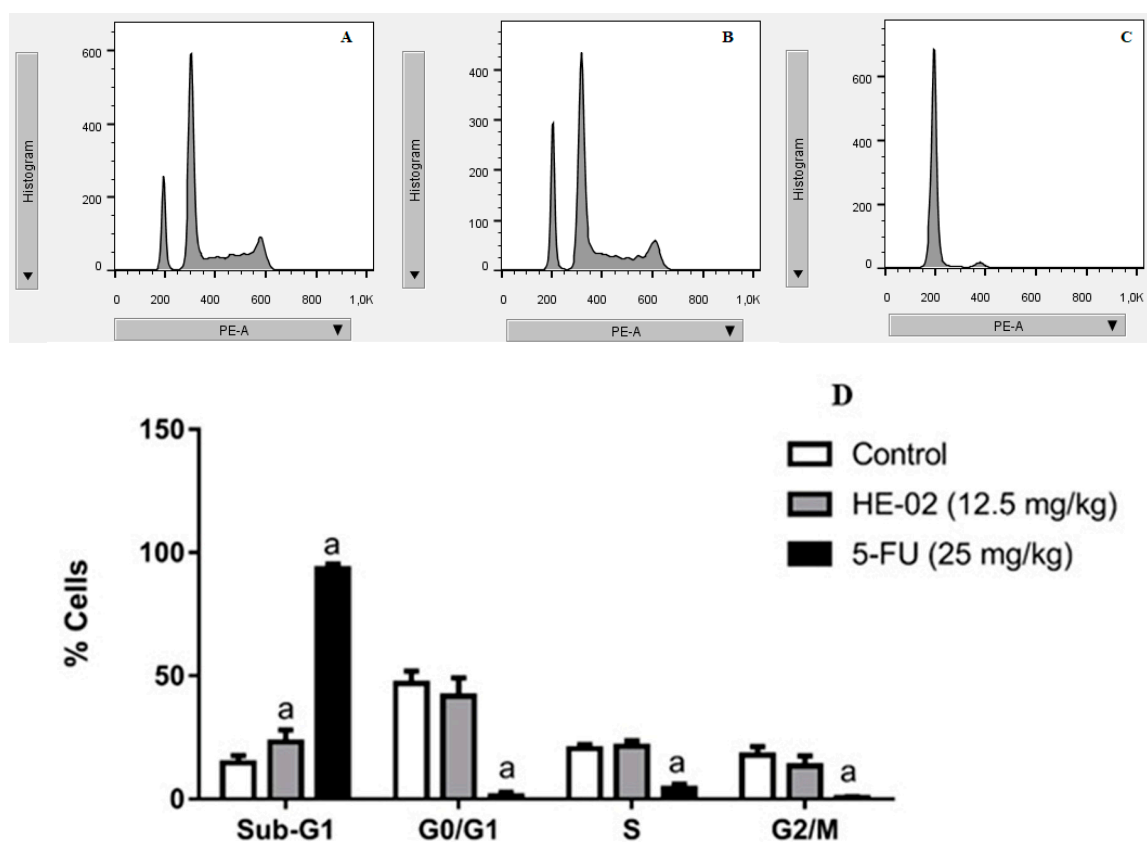 A
600
400
200
0
Histogram
0 200 400 600 800 1,0K
PE-A
B
400
300
200
100
0
Histogram
0 200 400 600 800 1,0K
PE-A
C
600
400
200
0
Histogram
0 200 400 600 800 1,0K
PE-A
D
Control
HE-02 (12.5 mg/kg)
5-FU (25 mg/kg)
150
100
50
0
% Cells
a
a
a
a
a
Sub-G1 G0/G1 S G2/M